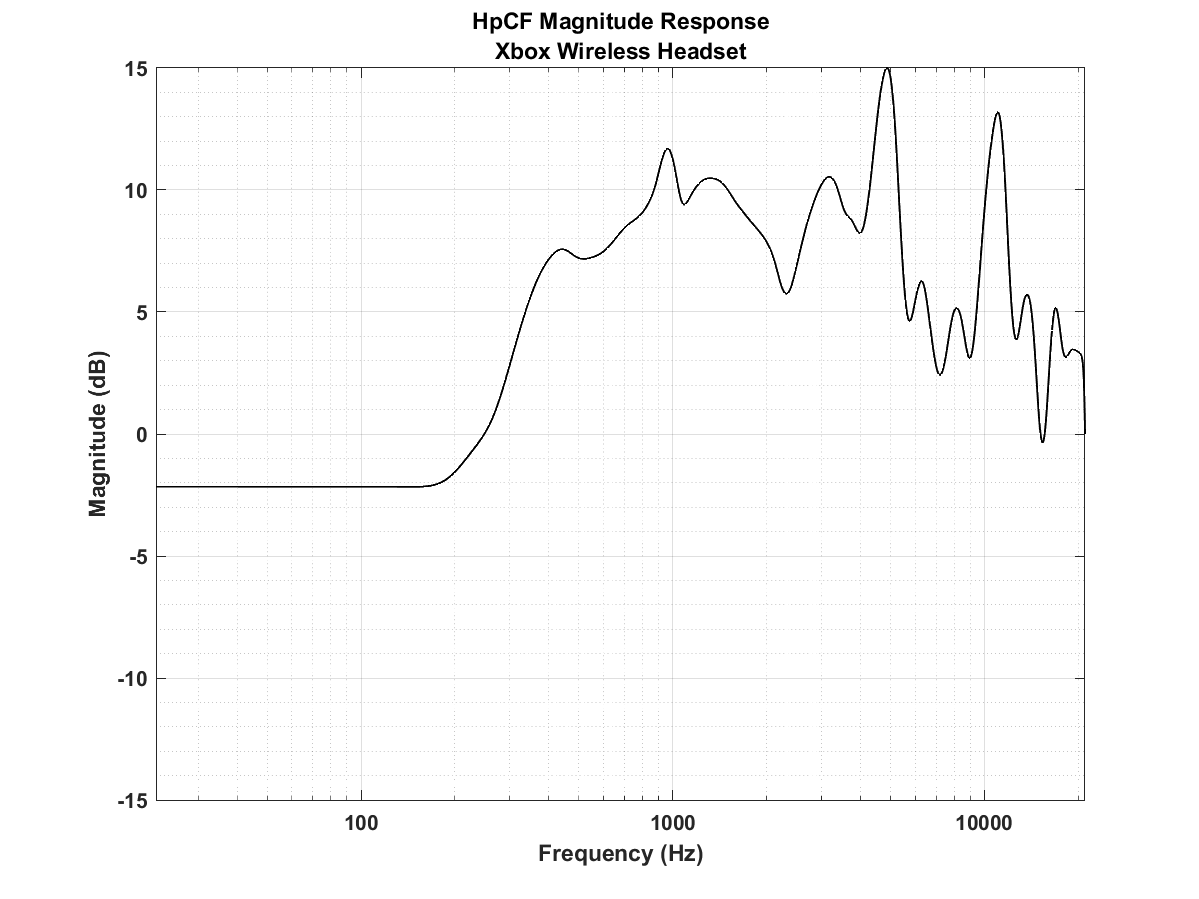 HpCF Magnitude Response
Xbox Wireless Headset
15
10
5
0
-5
-10
-15
Magnitude (dB)
100 1000 10000
Frequency (Hz)